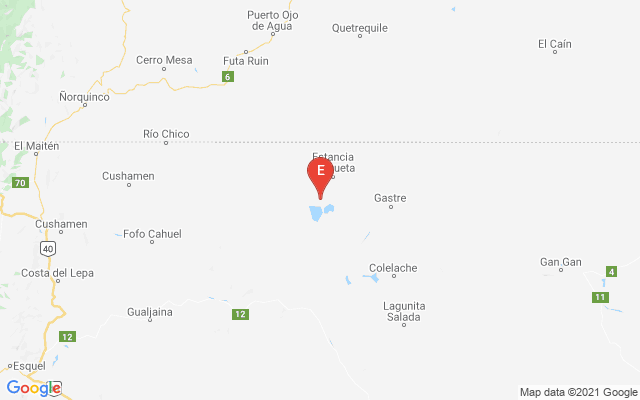 Puerto Ojo
de Agua
Quetrequile
El Caín
Cerro Mesa
Futa Ruin
6
Ñorquinco
Río Chico
El Maitén
Estancia
E
Cushamen
70
Gastre
Cushamen
Fofo Cahuel
40
Gan Gan
Colelache
4
Costa del Lepa
11
Lagunita
Salada
Gualjaina
12
12
Esquel
Google
Map data ©2021 Google